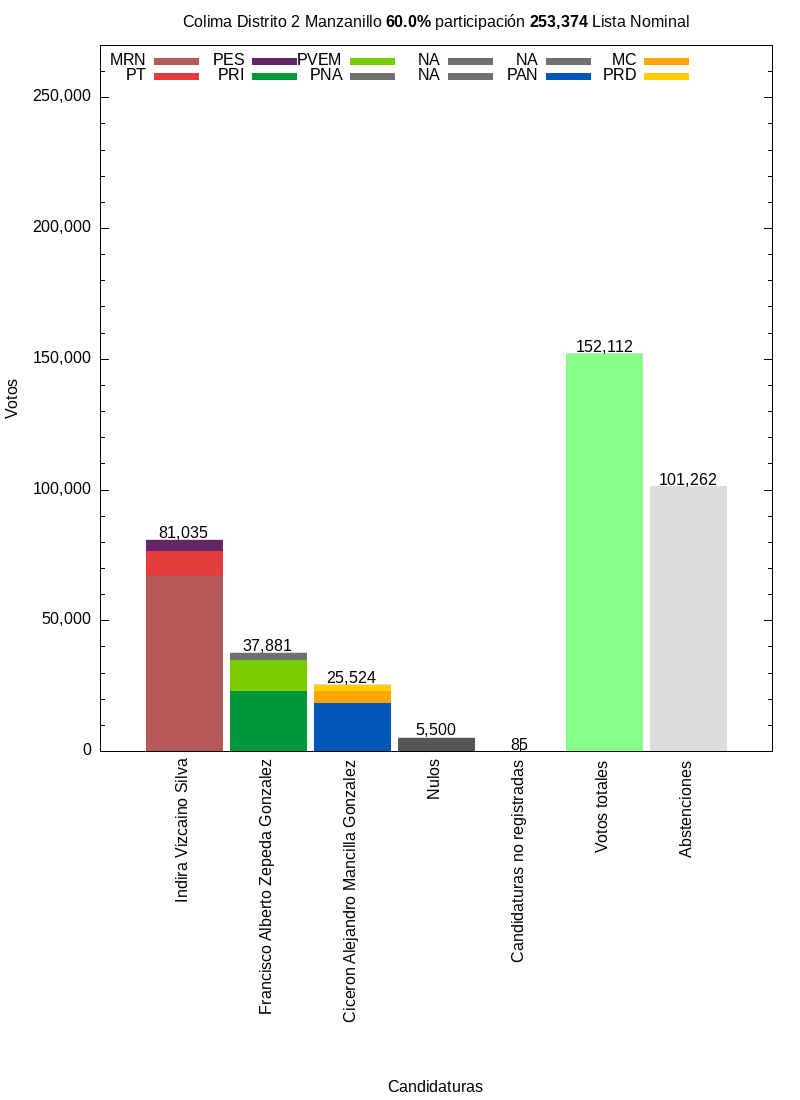 Colima Distrito 2 Manzanillo 60.0% participación 253,374 Lista Nominal
MRN PES PVEM NA NA MC
PT PRI PNA NA PAN PRD
250,000
200,000
150,000
100,000
50,000
0
Votos
81,035
37,881
25,524
5,500
85
152,112
101,262
Indira Vizcaino Silva
Francisco Alberto Zepeda Gonzalez
Ciceron Alejandro Mancilla Gonzalez
Nulos
Candidaturas no registradas
Votos totales
Abstenciones
Candidaturas